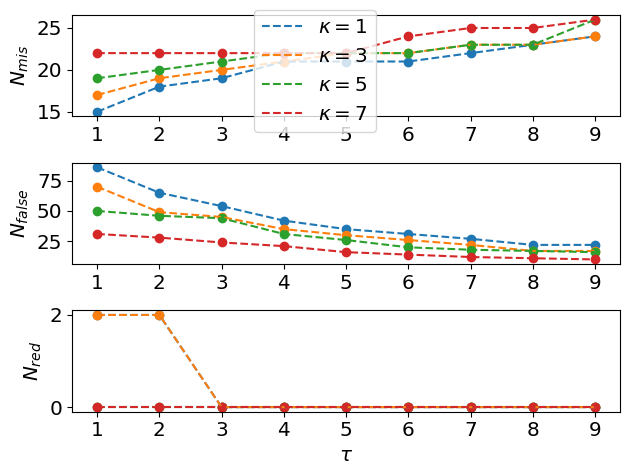 N_mis
25
20
15
κ = 1
κ = 3
κ = 5
κ = 7
1 2 3 4 5 6 7 8 9
N_false
75
50
25
1 2 3 4 5 6 7 8 9
N_red
2
0
1 2 3 4 5 6 7 8 9
τ